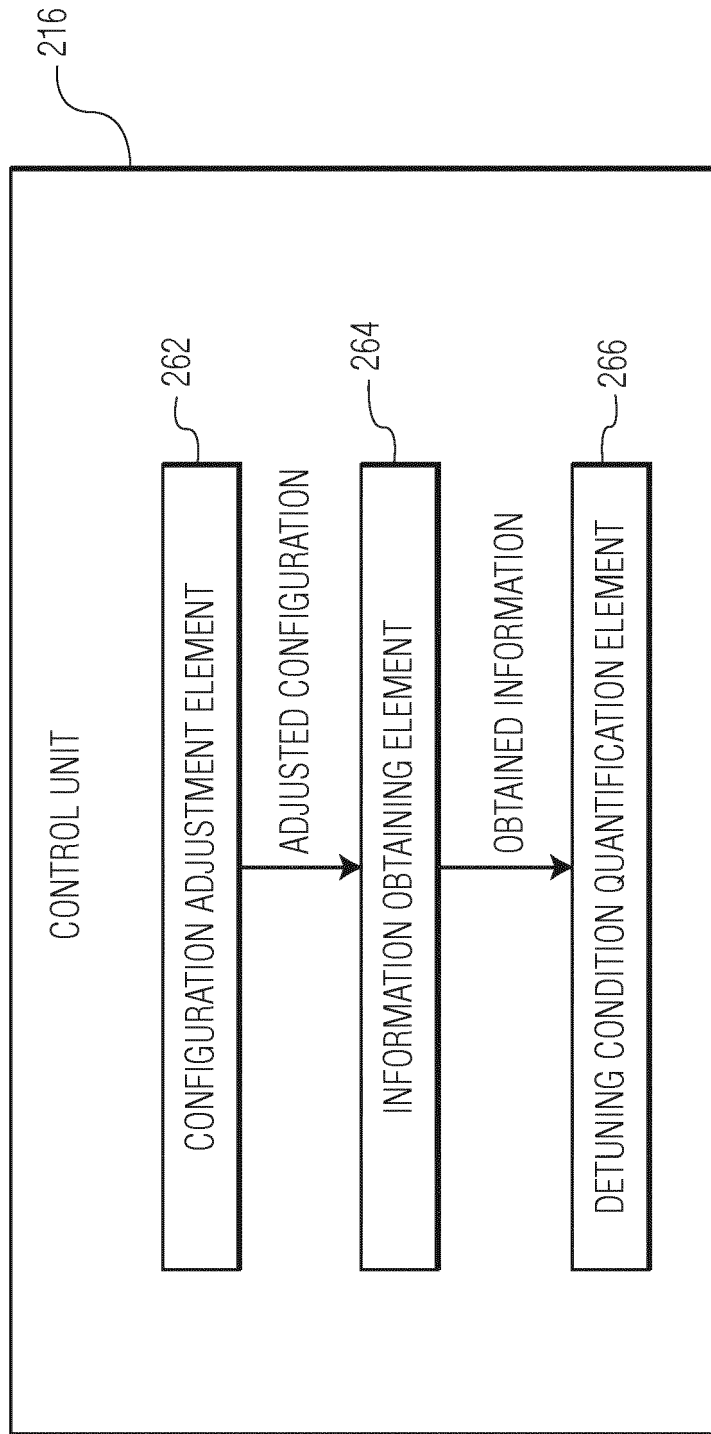 216
CONTROL UNIT
262
CONFIGURATION ADJUSTMENT ELEMENT
ADJUSTED CONFIGURATION
264
INFORMATION OBTAINING ELEMENT
OBTAINED INFORMATION
266
DETUNING CONDITION QUANTIFICATION ELEMENT